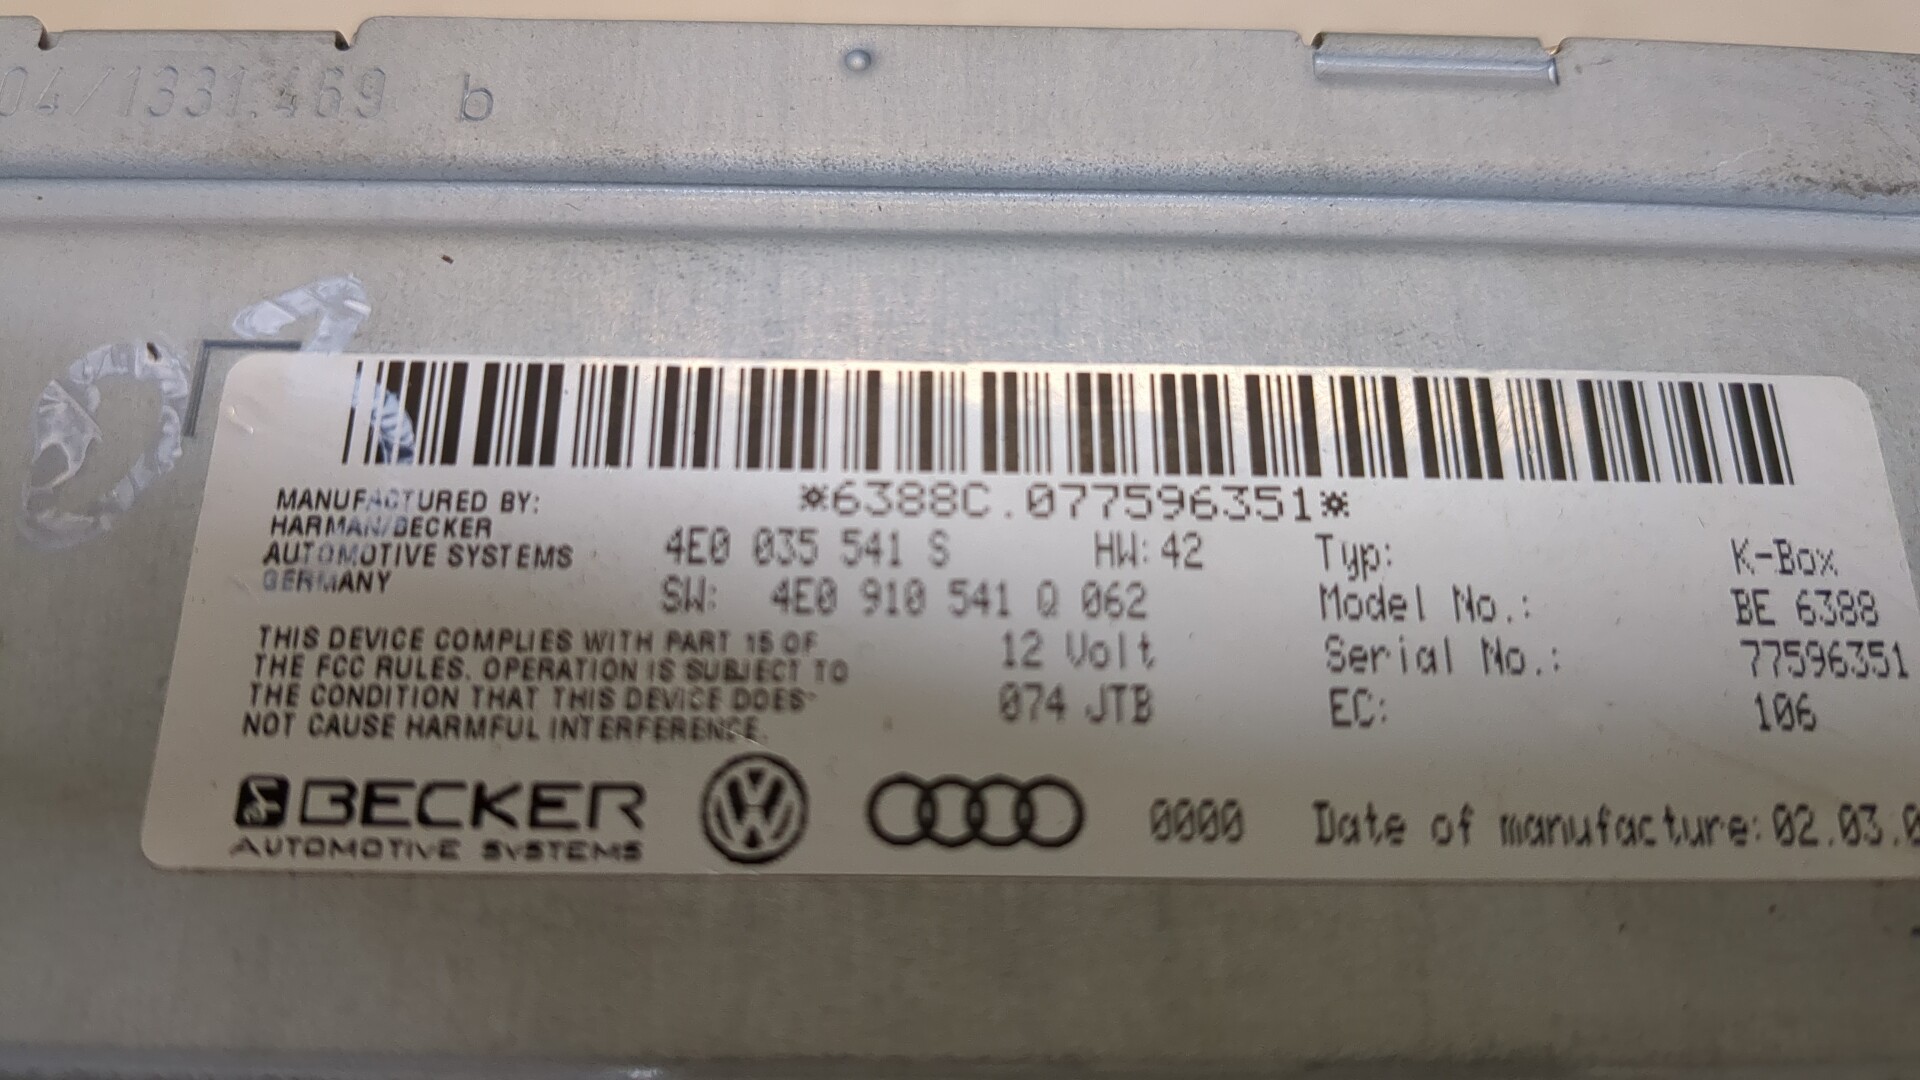 04/1331.469 b
07
*6388C.077596351*
MANUFACTURED BY:
HARMAN/BECKER
AUTOMOTIVE SYSTEMS
GERMANY
4E0 035 541 S HW: 42
SW: 4E0 910 541 Q 062
12 Volt
074 JTB
Typ: K-Box
Model No.: BE 6388
Serial No.: 77596351
EC: 106
THIS DEVICE COMPLIES WITH PART 15 OF
THE FCC RULES. OPERATION IS SUBJECT TO
THE CONDITION THAT THIS DEVICE DOES
NOT CAUSE HARMFUL INTERFERENCE.
BECKER
AUTOMOTIVE SYSTEMS
0000 Date of manufacture: 02.03.0